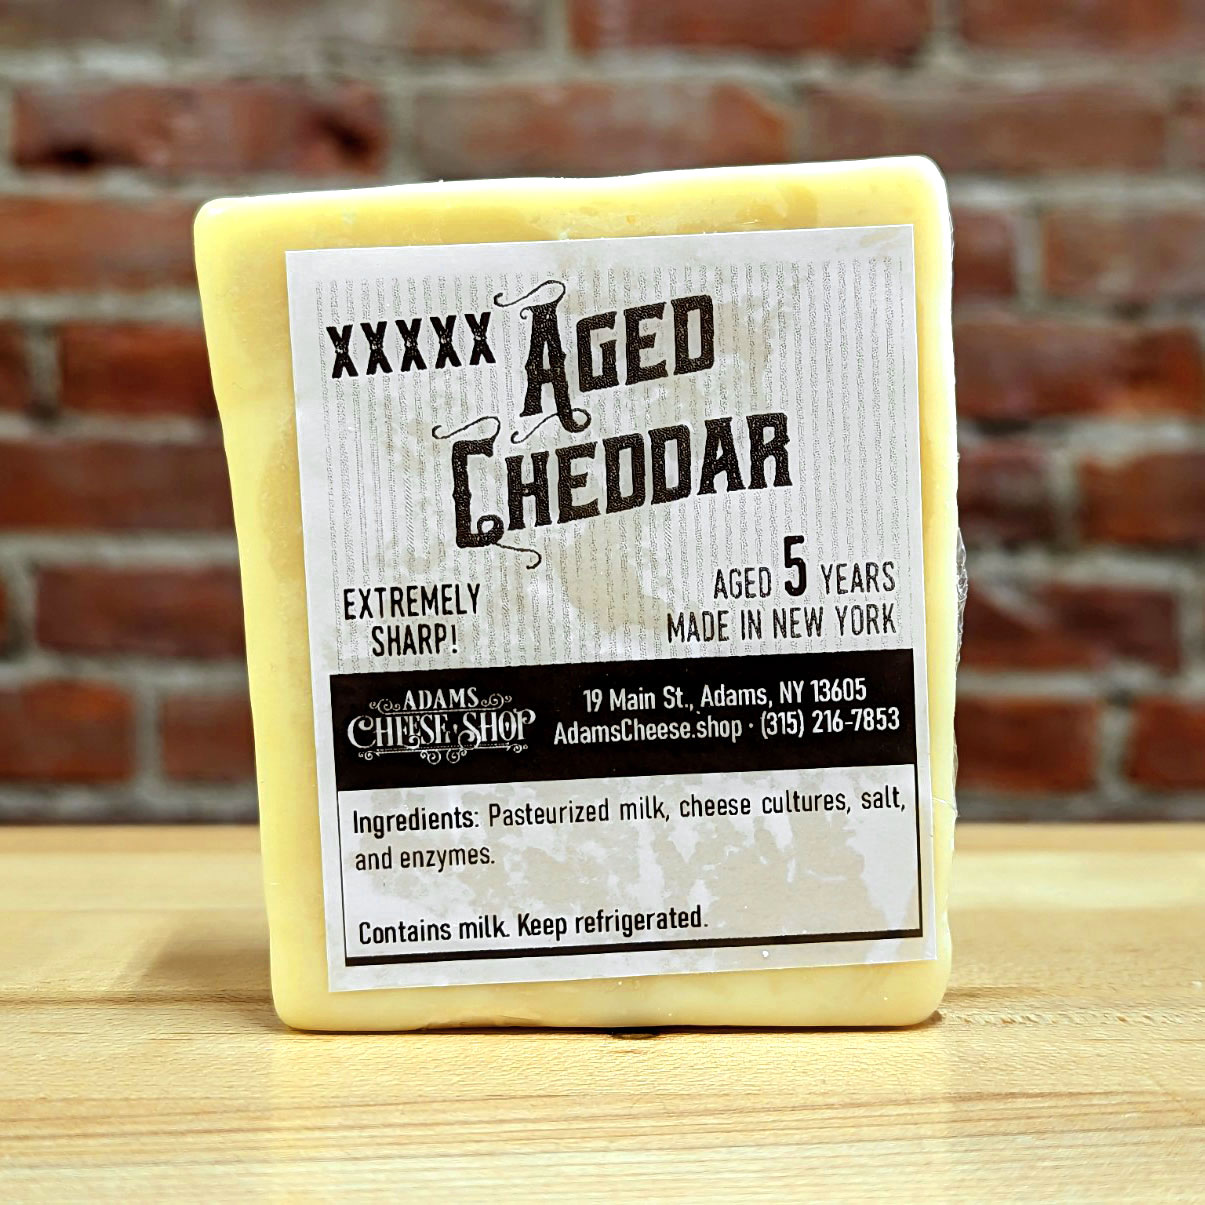 XXXXX AGED
CHEDDAR
EXTREMELY
SHARP!
AGED 5 YEARS
MADE IN NEW YORK
ADAMS
CHEESE SHOP
19 Main St., Adams, NY 13605
AdamsCheese.shop · (315) 216-7853
Ingredients: Pasteurized milk, cheese cultures, salt,
and enzymes.
Contains milk. Keep refrigerated.